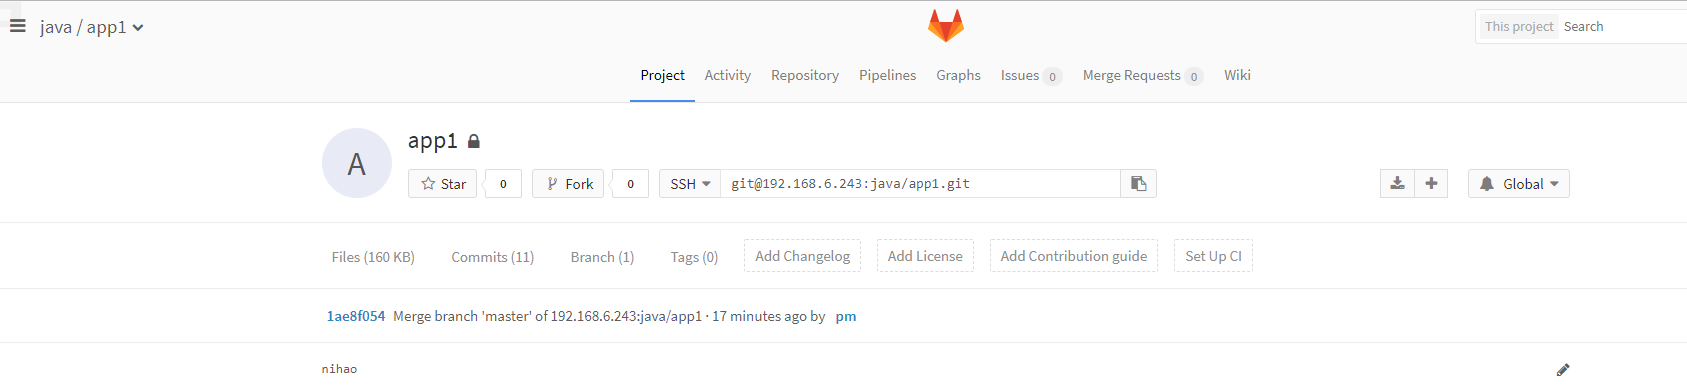 java / app1
This project Search
Project Activity Repository Pipelines Graphs Issues 0 Merge Requests 0 Wiki
A
app1
Star 0 Fork 0 SSH git@192.168.6.243:java/app1.git Global
Files (160 KB) Commits (11) Branch (1) Tags (0) Add Changelog Add License Add Contribution guide Set Up CI
1ae8f054 Merge branch 'master' of 192.168.6.243:java/app1 · 17 minutes ago by pm
nihao